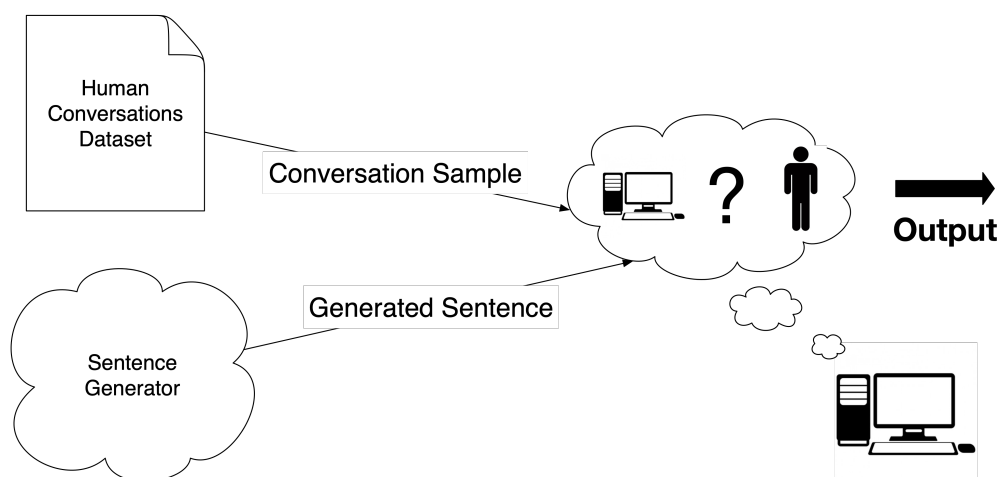 Human
Conversations
Dataset
Conversation Sample
?
Output
Generated Sentence
Sentence
Generator